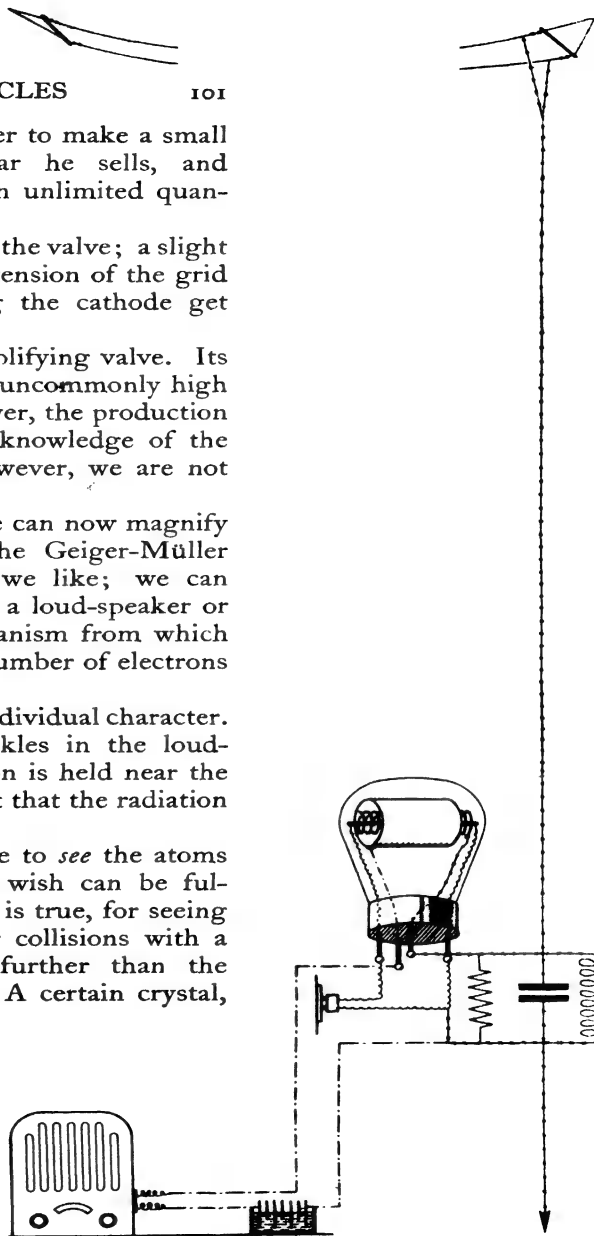 CLES 101
er to make a small
ar he sells, and
n unlimited quan-
the valve; a slight
ension of the grid
g the cathode get
plifying valve. Its
uncommonly high
ver, the production
knowledge of the
owever, we are not
e can now magnify
he Geiger-Müller
we like; we can
a loud-speaker or
anism from which
umber of electrons
dividual character.
kles in the loud-
n is held near the
t that the radiation
e to see the atoms
wish can be ful-
is true, for seeing
r collisions with a
further than the
A certain crystal,